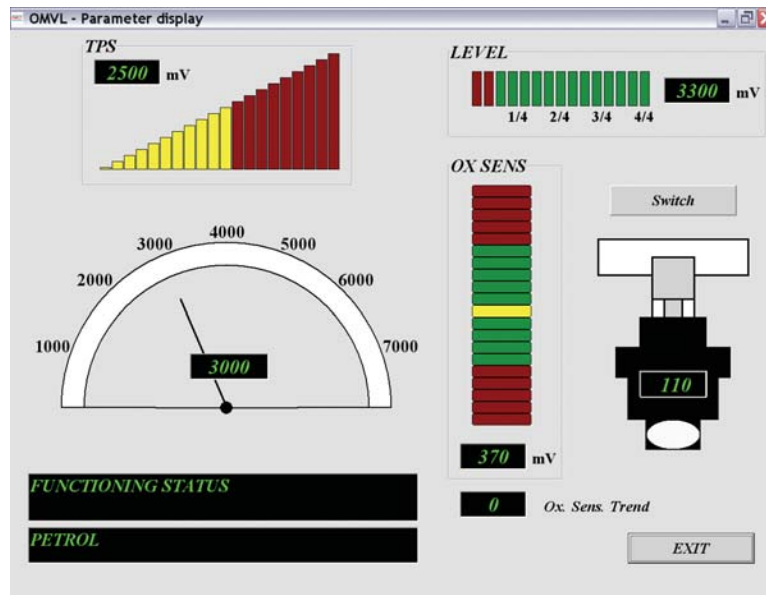 OMVL - Parameter display
TPS
2500 mV
LEVEL
3300 mV
1/4 2/4 3/4 4/4
OX SENS
Switch
1000 2000 3000 4000 5000 6000 7000
3000
110
370 mV
FUNCTIONING STATUS
0 Ox. Sens. Trend
PETROL
EXIT